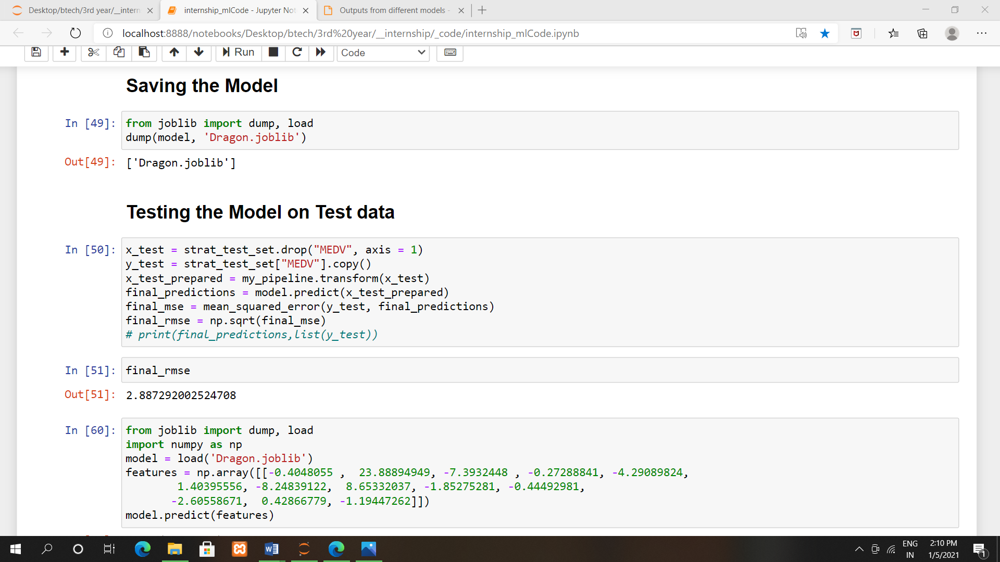 Desktop/btech/3rd year/__intern
internship_mlCode - Jupyter Not
Outputs from different models -
localhost:8888/notebooks/Desktop/btech/3rd%20year/__internship/_code/internship_mlCode.ipynb
Run
Code
Saving the Model
In [49]:
from joblib import dump, load
dump(model, 'Dragon.joblib')
Out[49]:
['Dragon.joblib']
Testing the Model on Test data
In [50]:
x_test = strat_test_set.drop("MEDV", axis = 1)
y_test = strat_test_set["MEDV"].copy()
x_test_prepared = my_pipeline.transform(x_test)
final_predictions = model.predict(x_test_prepared)
final_mse = mean_squared_error(y_test, final_predictions)
final_rmse = np.sqrt(final_mse)
# print(final_predictions,list(y_test))
In [51]:
final_rmse
Out[51]:
2.887292002524708
In [60]:
from joblib import dump, load
import numpy as np
model = load('Dragon.joblib')
features = np.array([[-0.4048055 ,  23.88894949, -7.3932448 , -0.27288841, -4.29089824,
1.40395556, -8.24839122,  8.65332037, -1.85275281, -0.44492981,
-2.60558671,  0.42866779, -1.19447262]])
model.predict(features)
ENG
IN
2:10 PM
1/5/2021
1